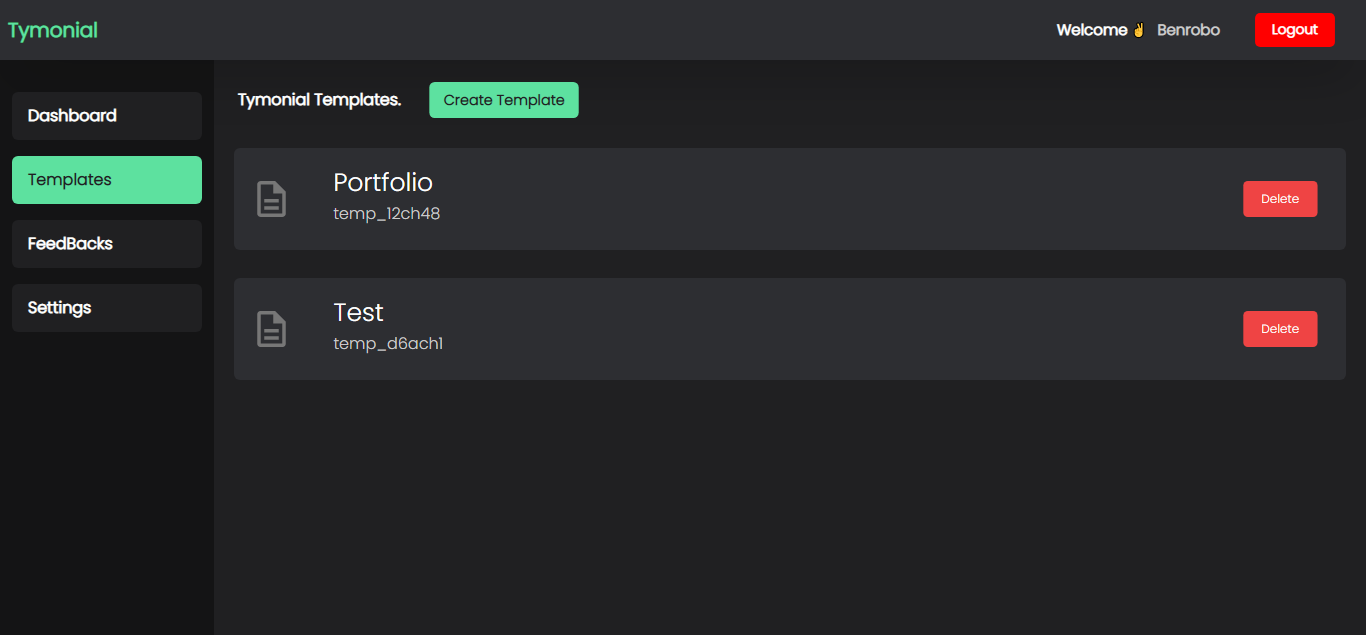 Tymonial
Welcome ✌ Benrobo
Logout
Dashboard
Templates
FeedBacks
Settings
Tymonial Templates.
Create Template
Portfolio
temp_12ch48
Delete
Test
temp_d6ach1
Delete